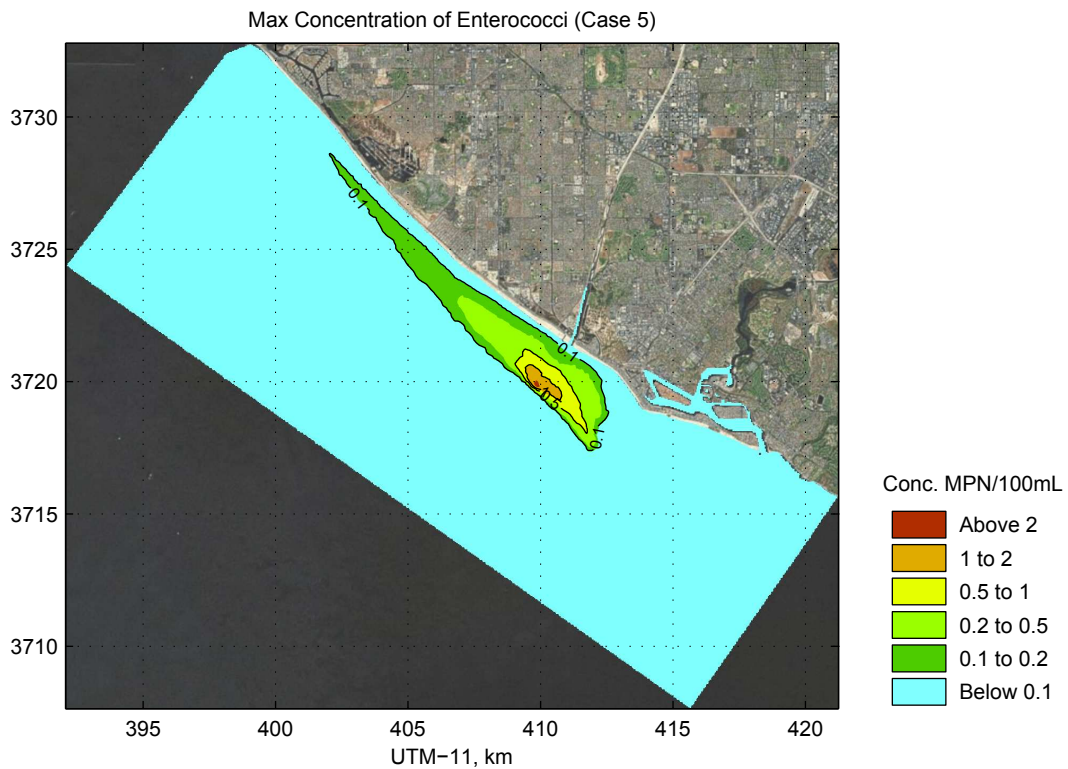 Max Concentration of Enterococci (Case 5)
3730
3725
3720
3715
3710
0.1
0.1
0.5
0.1
395
400
405
410
415
420
UTM−11, km
Conc. MPN/100mL
Above 2
1 to 2
0.5 to 1
0.2 to 0.5
0.1 to 0.2
Below 0.1